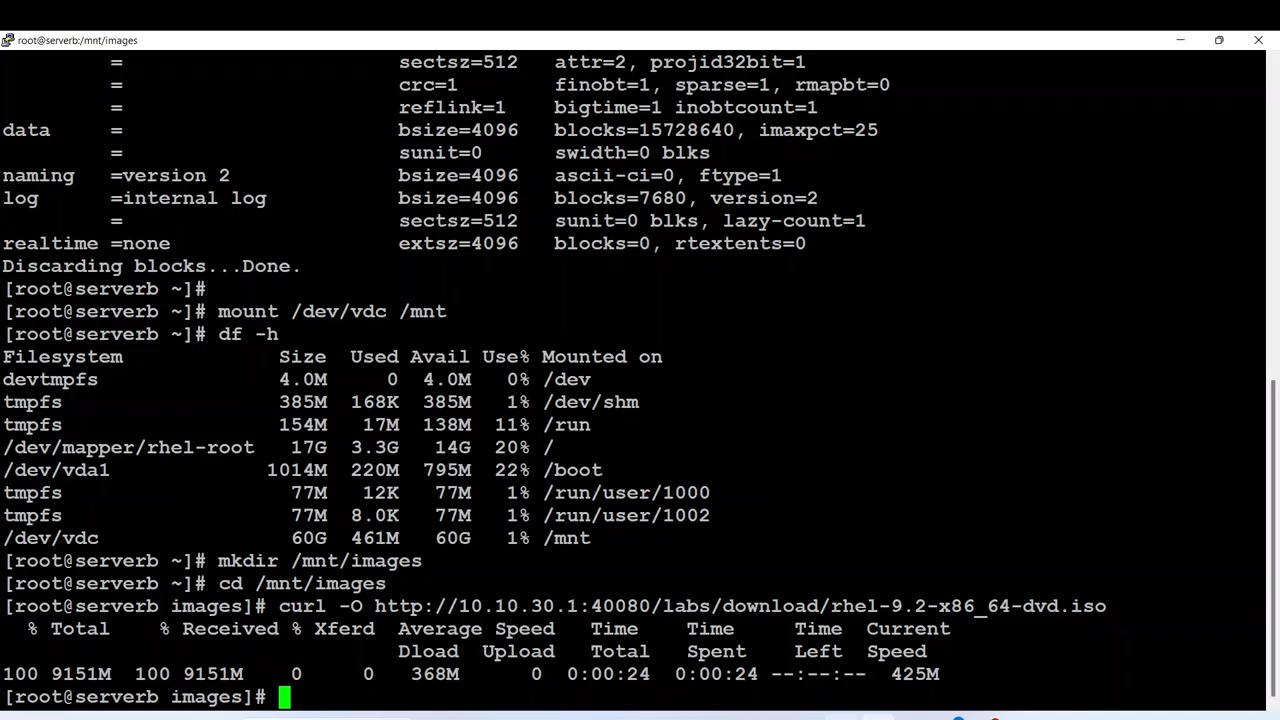 root@serverb:/mnt/images
= sectsz=512 attr=2, projid32bit=1
= crc=1 finobt=1, sparse=1, rmapbt=0
= reflink=1 bigtime=1 inobtcount=1
data = bsize=4096 blocks=15728640, imaxpct=25
= sunit=0 swidth=0 blks
naming =version 2 bsize=4096 ascii-ci=0, ftype=1
log =internal log bsize=4096 blocks=7680, version=2
= sectsz=512 sunit=0 blks, lazy-count=1
realtime =none extsz=4096 blocks=0, rtextents=0
Discarding blocks...Done.
[root@serverb ~]#
[root@serverb ~]# mount /dev/vdc /mnt
[root@serverb ~]# df -h
Filesystem Size Used Avail Use% Mounted on
devtmpfs 4.0M 0 4.0M 0% /dev
tmpfs 385M 168K 385M 1% /dev/shm
tmpfs 154M 17M 138M 11% /run
/dev/mapper/rhel-root 17G 3.3G 14G 20% /
/dev/vda1 1014M 220M 795M 22% /boot
tmpfs 77M 12K 77M 1% /run/user/1000
tmpfs 77M 8.0K 77M 1% /run/user/1002
/dev/vdc 60G 461M 60G 1% /mnt
[root@serverb ~]# mkdir /mnt/images
[root@serverb ~]# cd /mnt/images
[root@serverb images]# curl -O http://10.10.30.1:40080/labs/download/rhel-9.2-x86_64-dvd.iso
% Total % Received % Xferd Average Speed Time Time Time Current
Dload Upload Total Spent Left Speed
100 9151M 100 9151M 0 0 368M 0 0:00:24 0:00:24 --:--:-- 425M
[root@serverb images]#